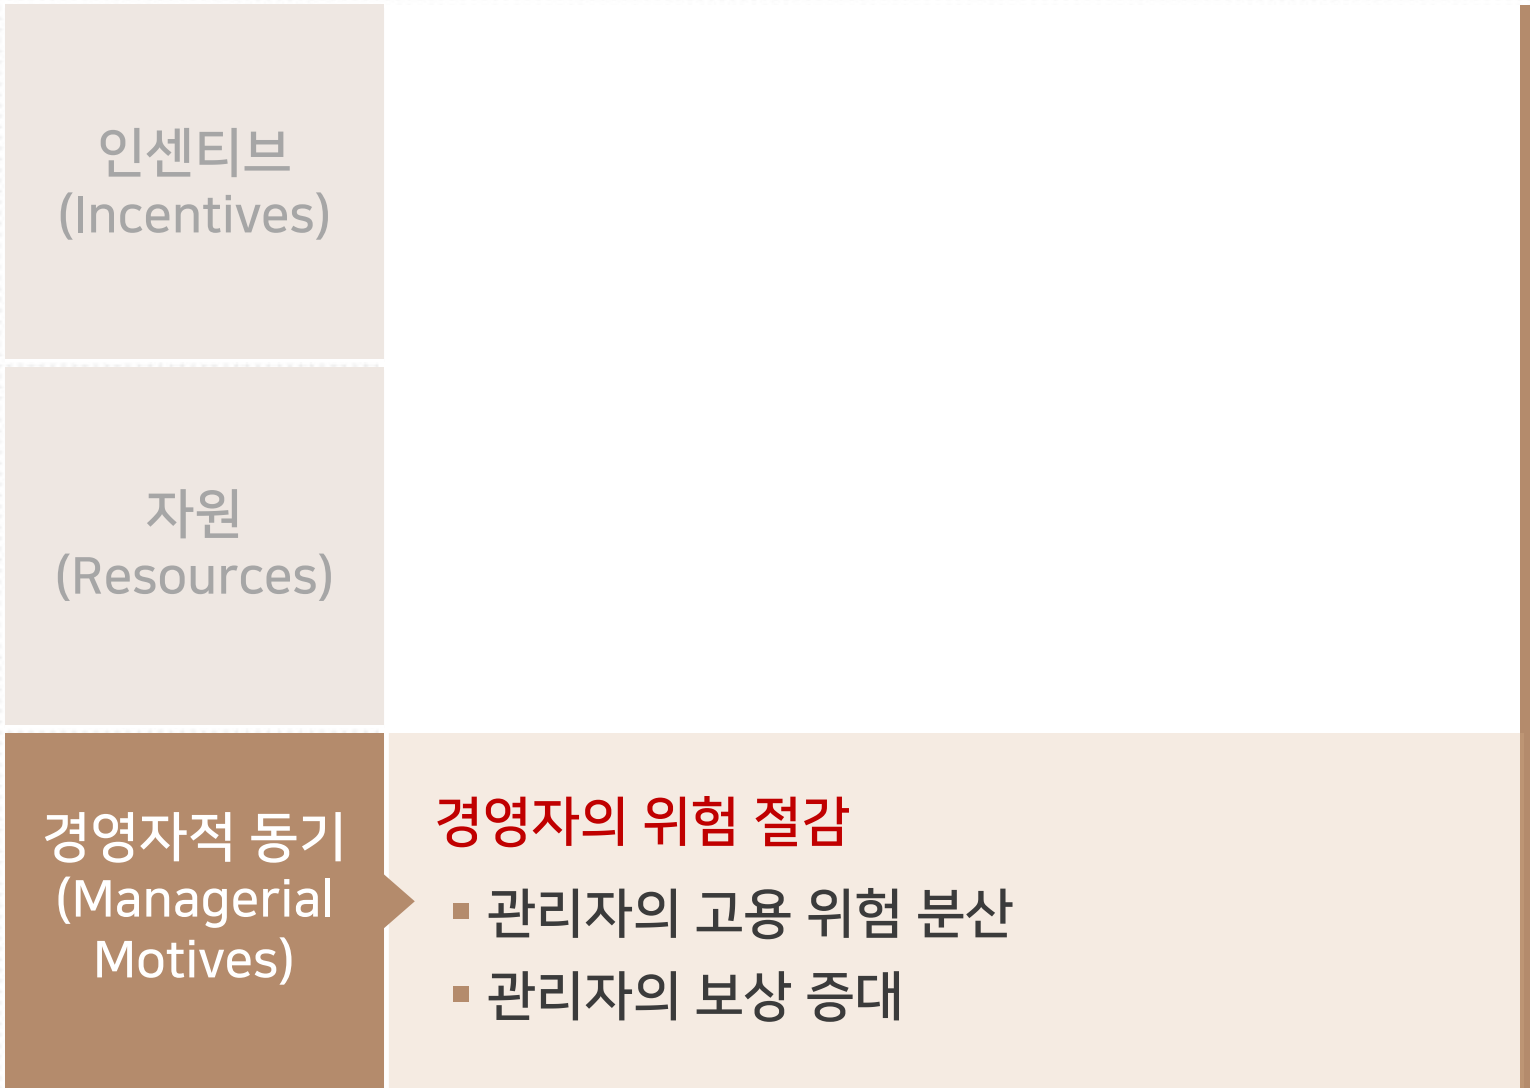 인센티브
(Incentives)
자원
(Resources)
경영자적 동기
(Managerial
Motives)
경영자의 위험 절감
▪ 관리자의 고용 위험 분산
▪ 관리자의 보상 증대